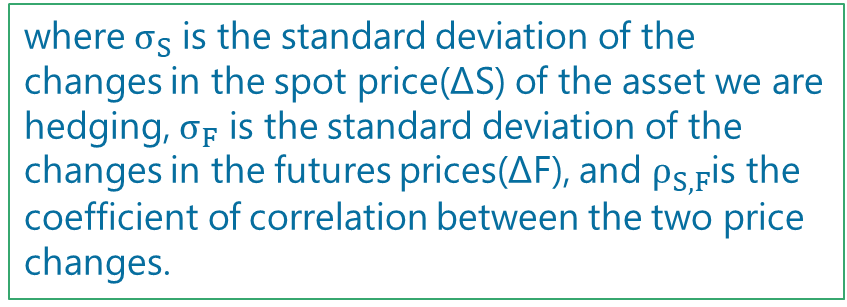 where σS is the standard deviation of the
changes in the spot price(ΔS) of the asset we are
hedging, σF is the standard deviation of the
changes in the futures prices(ΔF), and ρS,Fis the
coefficient of correlation between the two price
changes.